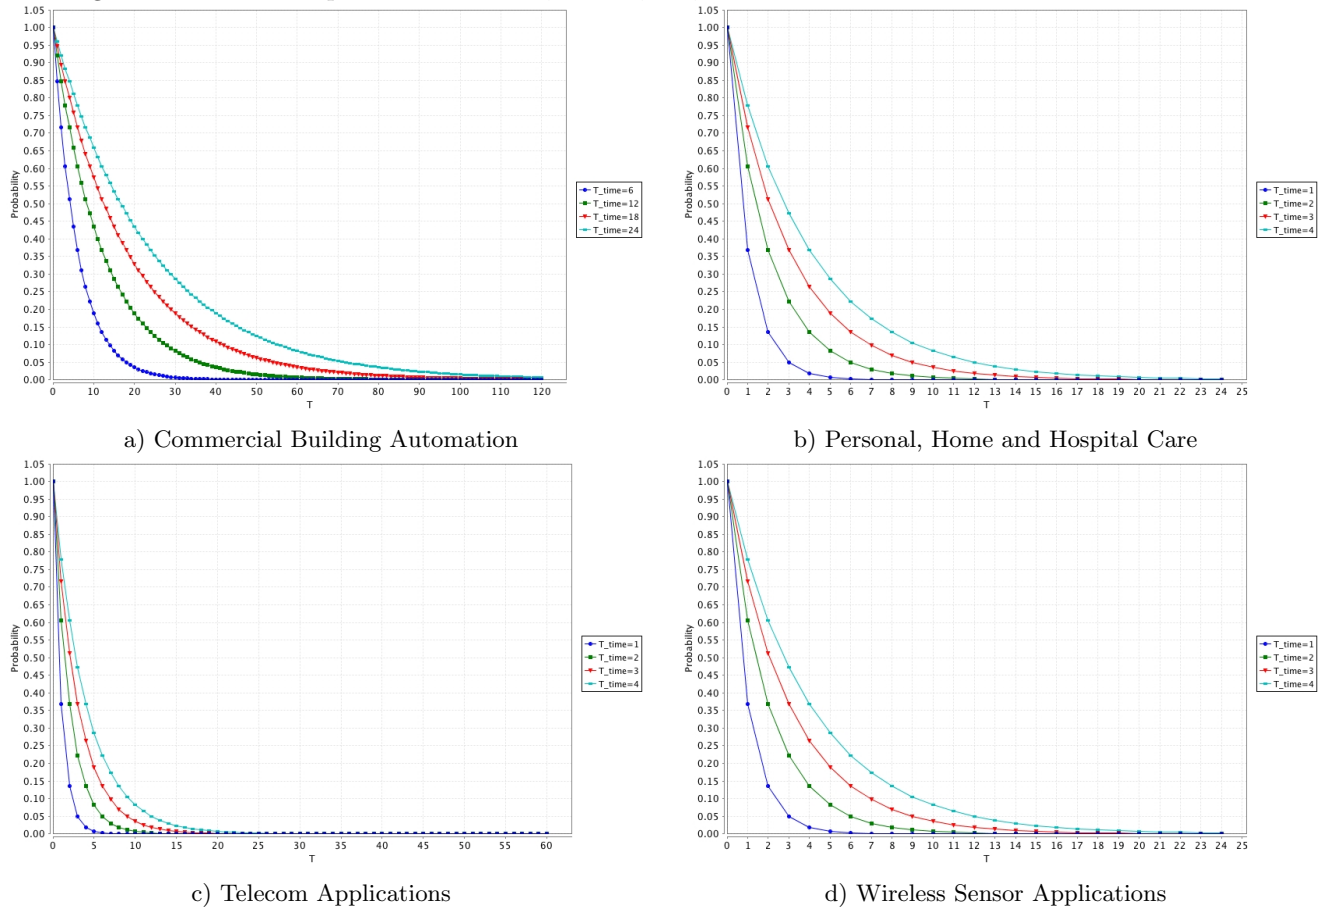 1.05
1.00
0.95
0.90
0.85
0.80
0.75
0.70
0.65
0.60
0.55
0.50
0.45
0.40
0.35
0.30
0.25
0.20
0.15
0.10
0.05
0.00
Probability
0 10 20 30 40 50 60 70 80 90 100 110 120
T
T_time=6
T_time=12
T_time=18
T_time=24
a) Commercial Building Automation
1.05
1.00
0.95
0.90
0.85
0.80
0.75
0.70
0.65
0.60
0.55
0.50
0.45
0.40
0.35
0.30
0.25
0.20
0.15
0.10
0.05
0.00
Probability
0 1 2 3 4 5 6 7 8 9 10 11 12 13 14 15 16 17 18 19 20 21 22 23 24 25
T
T_time=1
T_time=2
T_time=3
T_time=4
b) Personal, Home and Hospital Care
1.05
1.00
0.95
0.90
0.85
0.80
0.75
0.70
0.65
0.60
0.55
0.50
0.45
0.40
0.35
0.30
0.25
0.20
0.15
0.10
0.05
0.00
Probability
0 5 10 15 20 25 30 35 40 45 50 55 60
T
T_time=1
T_time=2
T_time=3
T_time=4
c) Telecom Applications
1.05
1.00
0.95
0.90
0.85
0.80
0.75
0.70
0.65
0.60
0.55
0.50
0.45
0.40
0.35
0.30
0.25
0.20
0.15
0.10
0.05
0.00
Probability
0 1 2 3 4 5 6 7 8 9 10 11 12 13 14 15 16 17 18 19 20 21 22 23 24 25
T
T_time=1
T_time=2
T_time=3
T_time=4
d) Wireless Sensor Applications